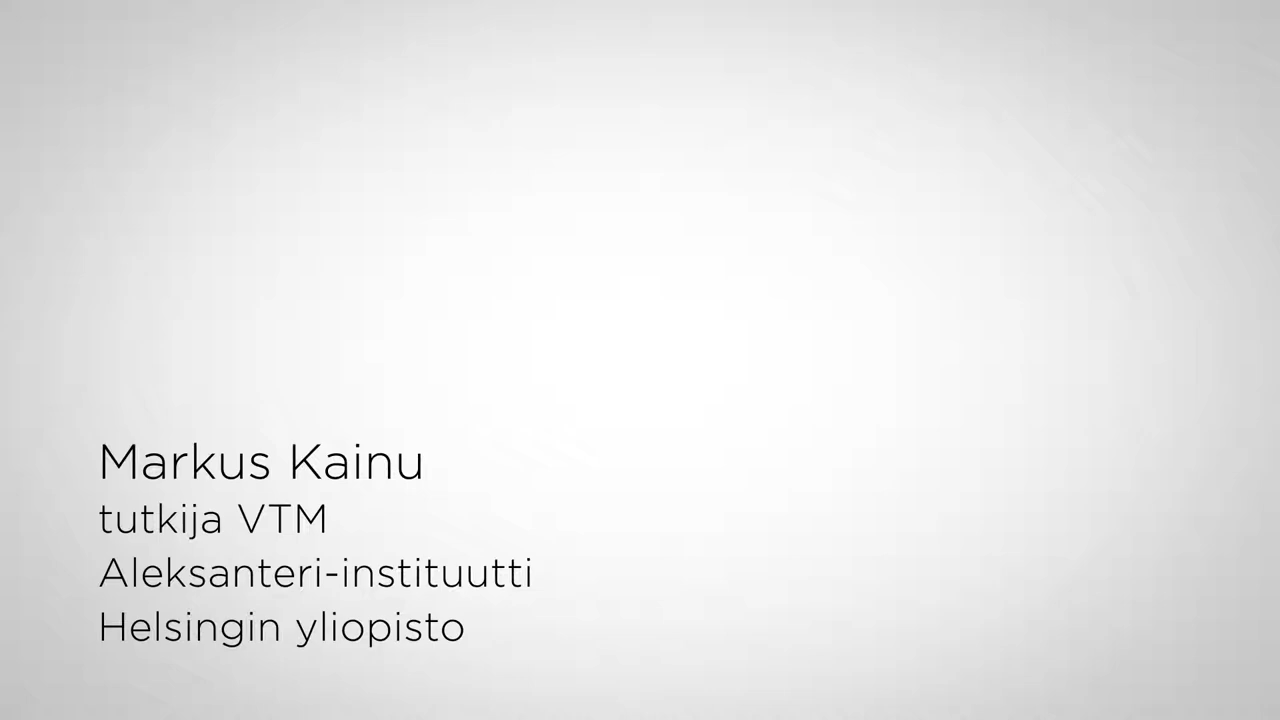 Markus Kainu
tutkija VTM
Aleksanteri-instituutti
Helsingin yliopisto